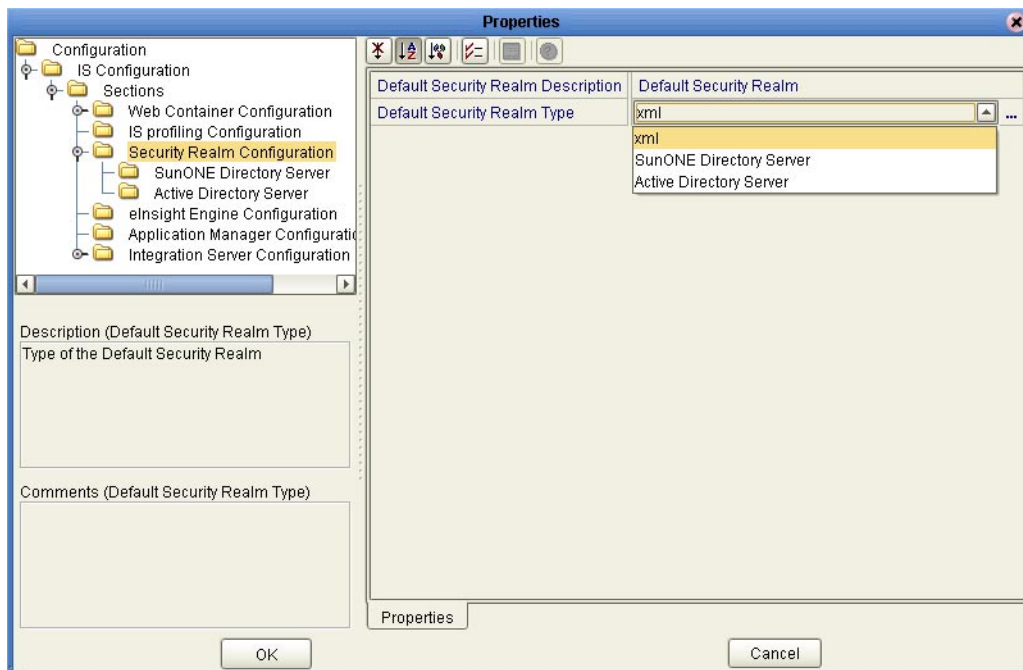 Properties
Configuration
IS Configuration
Sections
Web Container Configuration
IS profiling Configuration
Security Realm Configuration
SunONE Directory Server
Active Directory Server
eInsight Engine Configuration
Application Manager Configuratio
Integration Server Configuration
Description (Default Security Realm Type)
Type of the Default Security Realm
Comments (Default Security Realm Type)
Default Security Realm Description Default Security Realm
Default Security Realm Type xml ...
xml
SunONE Directory Server
Active Directory Server
Properties
OK
Cancel